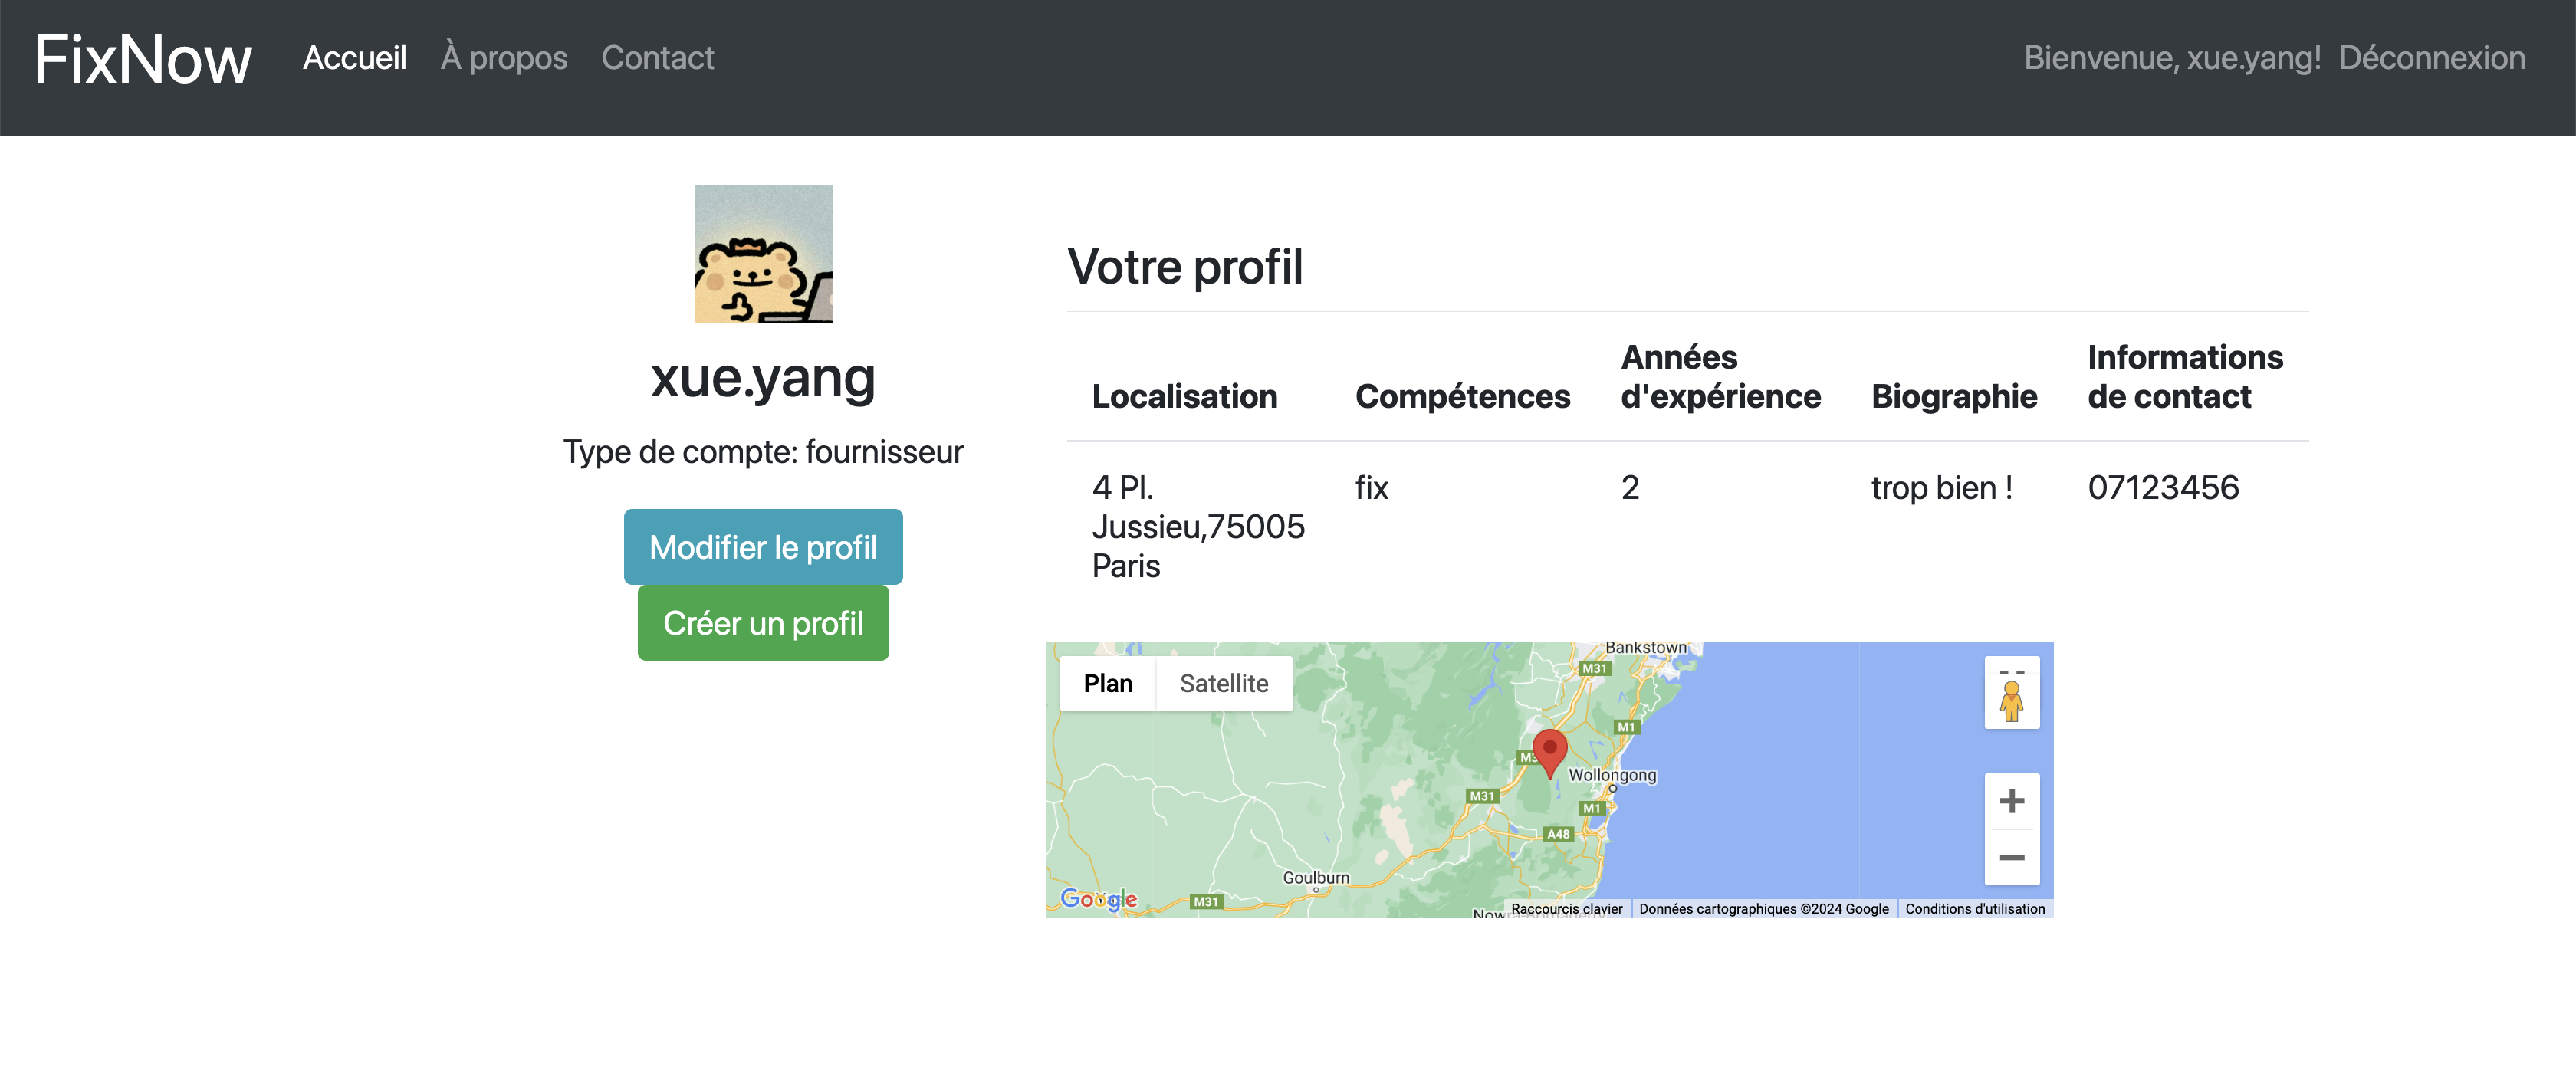 FixNow Accueil À propos Contact Bienvenue, xue.yang! Déconnexion
xue.yang
Type de compte: fournisseur
Modifier le profil
Créer un profil
Votre profil
Localisation Compétences Années d'expérience Biographie Informations de contact
4 Pl. Jussieu,75005 Paris fix 2 trop bien ! 07123456
Plan Satellite
Bankstown
M31
M1
Wollongong
M31
M1
A48
Goulburn
M31
Google
Raccourcis clavier Données cartographiques ©2024 Google Conditions d'utilisation